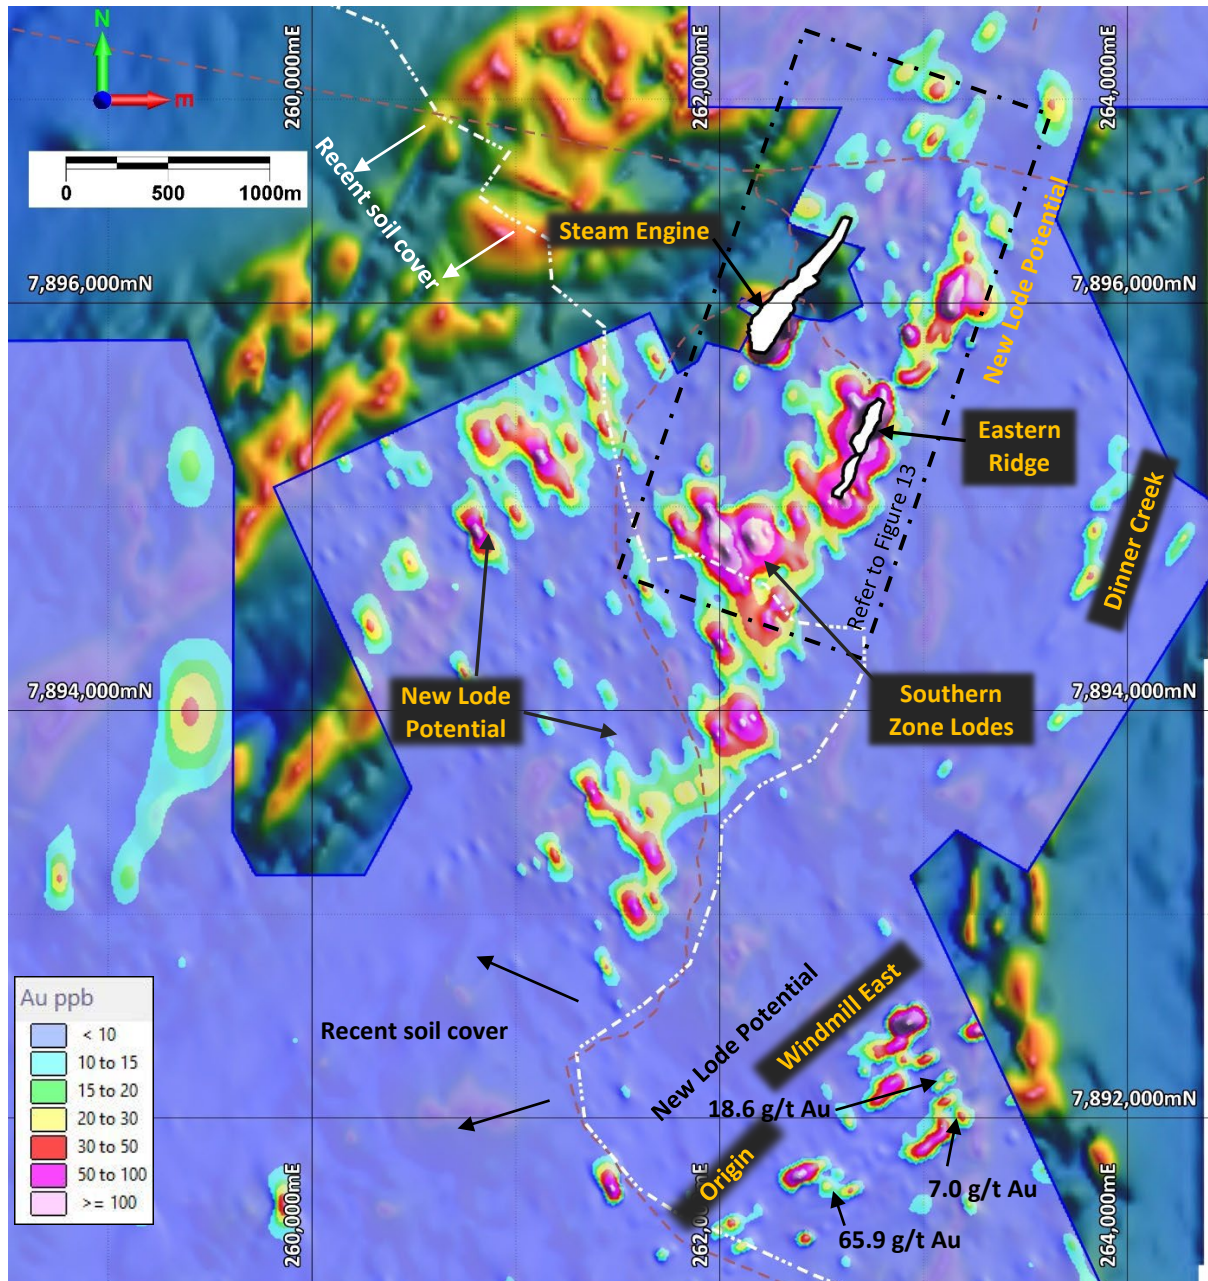 N
E
260,000mE
262,000mE
264,000mE
0 500 1000m
Recent soil cover
Steam Engine
New Lode Potential
7,896,000mN
7,896,000mN
Eastern
Ridge
Refer to Figure 13
Dinner Creek
7,894,000mN
7,894,000mN
New Lode
Potential
Southern
Zone Lodes
Au ppb
< 10
10 to 15
15 to 20
20 to 30
30 to 50
50 to 100
>= 100
Recent soil cover
New Lode Potential
Windmill East
18.6 g/t Au
7,892,000mN
Origin
7.0 g/t Au
65.9 g/t Au
260,000mE
262,000mE
264,000mE